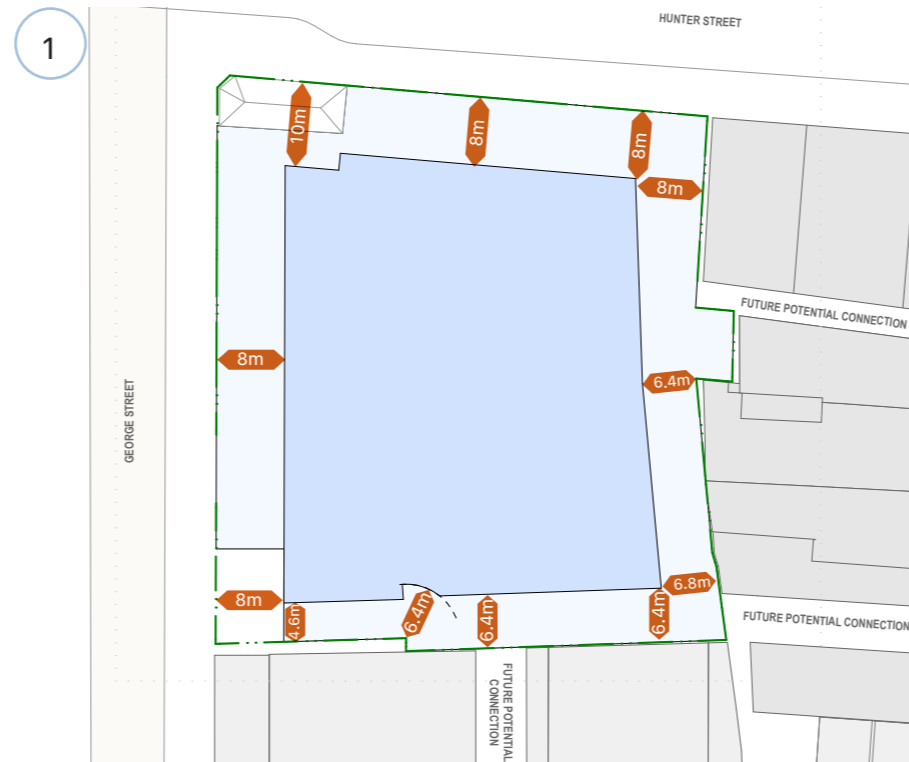 1
HUNTER STREET
10m
8m
8m
8m
FUTURE POTENTIAL CONNECTION
8m
6.4m
GEORGE STREET
6.8m
8m
4.6m
6.4m
6.4m
6.4m
FUTURE POTENTIAL CONNECTION
FUTURE POTENTIAL
CONNECTION